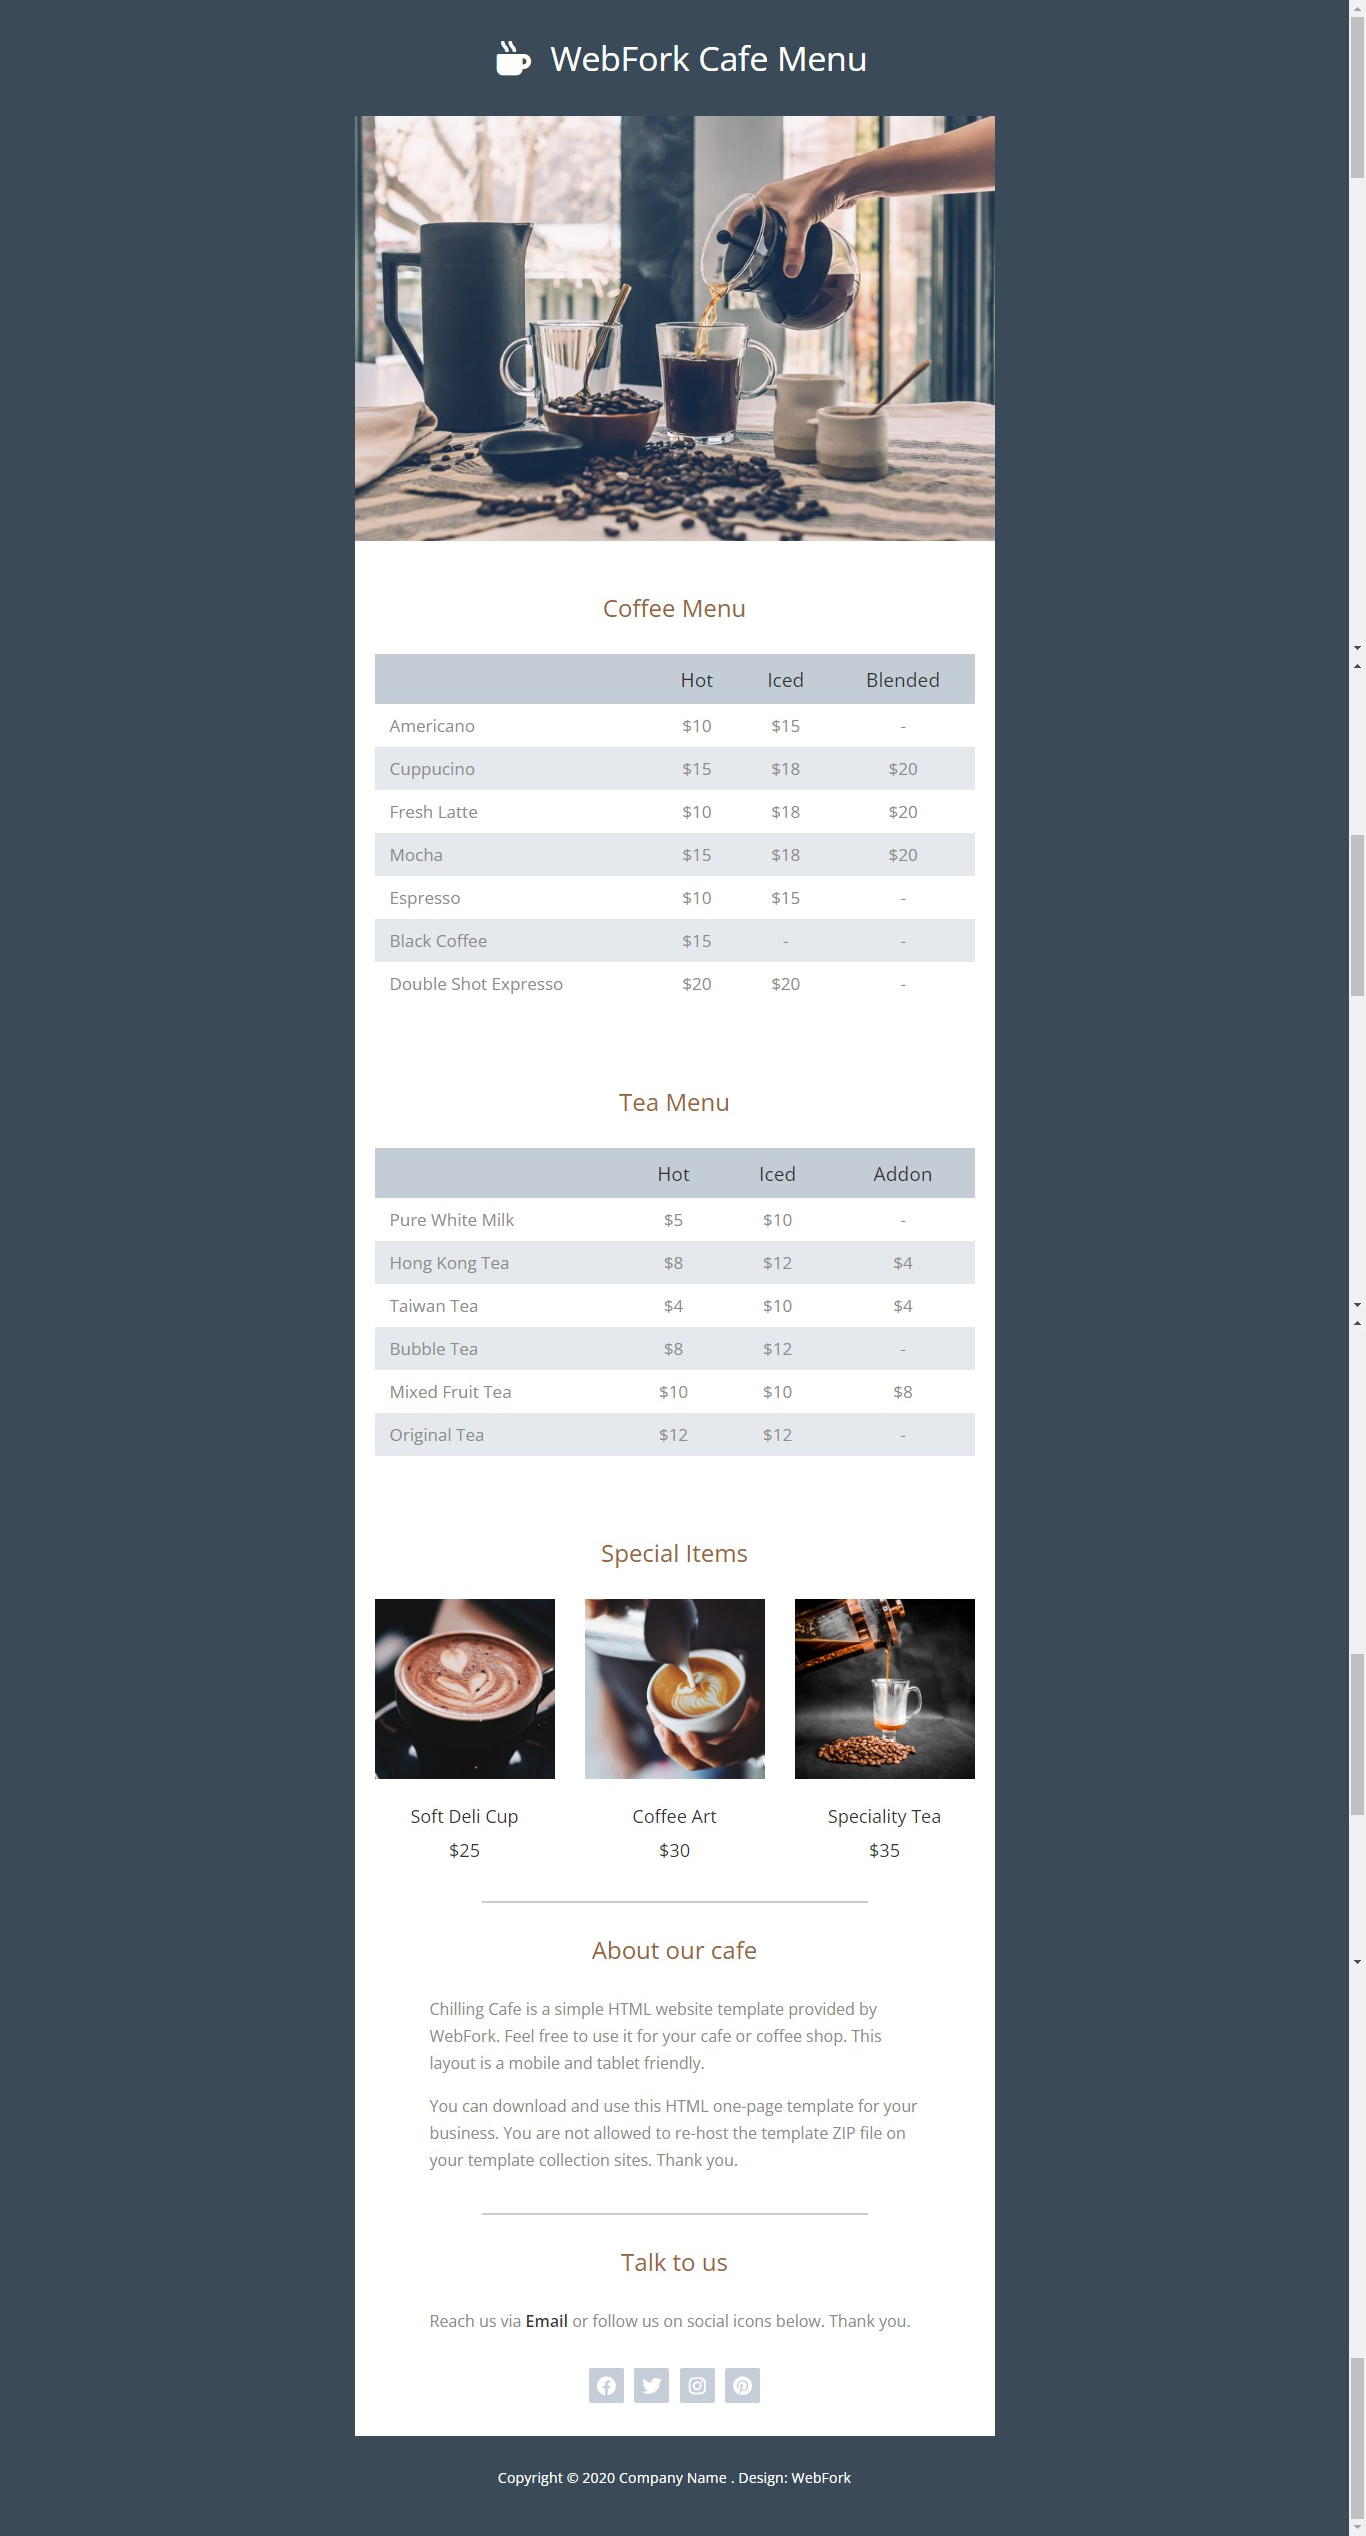 WebFork Cafe Menu
Coffee Menu
Hot Iced Blended
Americano $10 $15 -
Cuppucino $15 $18 $20
Fresh Latte $10 $18 $20
Mocha $15 $18 $20
Espresso $10 $15 -
Black Coffee $15 - -
Double Shot Expresso $20 $20 -
Tea Menu
Hot Iced Addon
Pure White Milk $5 $10 -
Hong Kong Tea $8 $12 $4
Taiwan Tea $4 $10 $4
Bubble Tea $8 $12 -
Mixed Fruit Tea $10 $10 $8
Original Tea $12 $12 -
Special Items
Soft Deli Cup Coffee Art Speciality Tea
$25 $30 $35
About our cafe
Chilling Cafe is a simple HTML website template provided by
WebFork. Feel free to use it for your cafe or coffee shop. This
layout is a mobile and tablet friendly.
You can download and use this HTML one-page template for your
business. You are not allowed to re-host the template ZIP file on
your template collection sites. Thank you.
Talk to us
Reach us via Email or follow us on social icons below. Thank you.
Copyright © 2020 Company Name . Design: WebFork